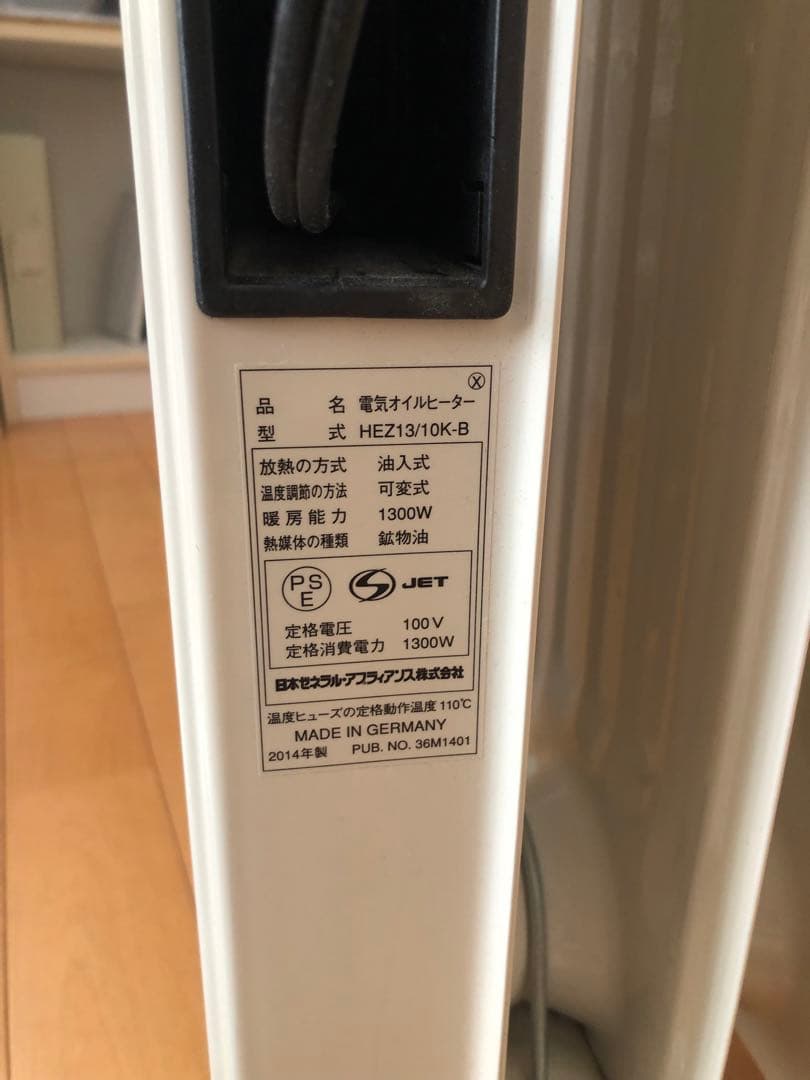 Ⓧ
品名 電気オイルヒーター
型式 HEZ13/10K-B
放熱の方式 油入式
温度調節の方法 可変式
暖房能力 1300W
熱媒体の種類 鉱物油
PSE JET
定格電圧 100V
定格消費電力 1300W
日本ゼネラル・アプライアンス株式会社
温度ヒューズの定格動作温度110℃
MADE IN GERMANY
2014年製 PUB. NO. 36M1401